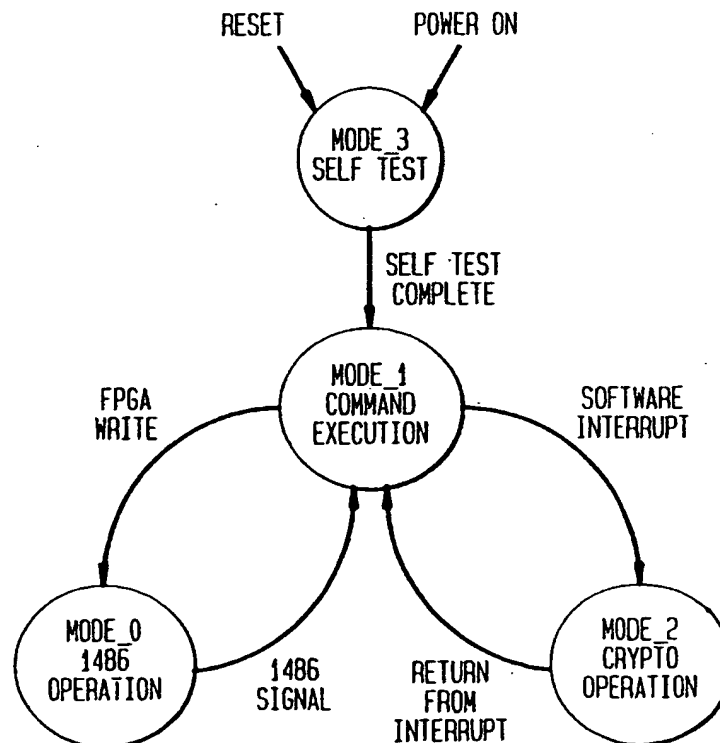 RESET
POWER ON
MODE_3
SELF TEST
SELF TEST
COMPLETE
MODE_1
COMMAND
EXECUTION
FPGA
WRITE
SOFTWARE
INTERRUPT
MODE_0
1486
OPERATION
1486
SIGNAL
RETURN
FROM
INTERRUPT
MODE_2
CRYPTO
OPERATION